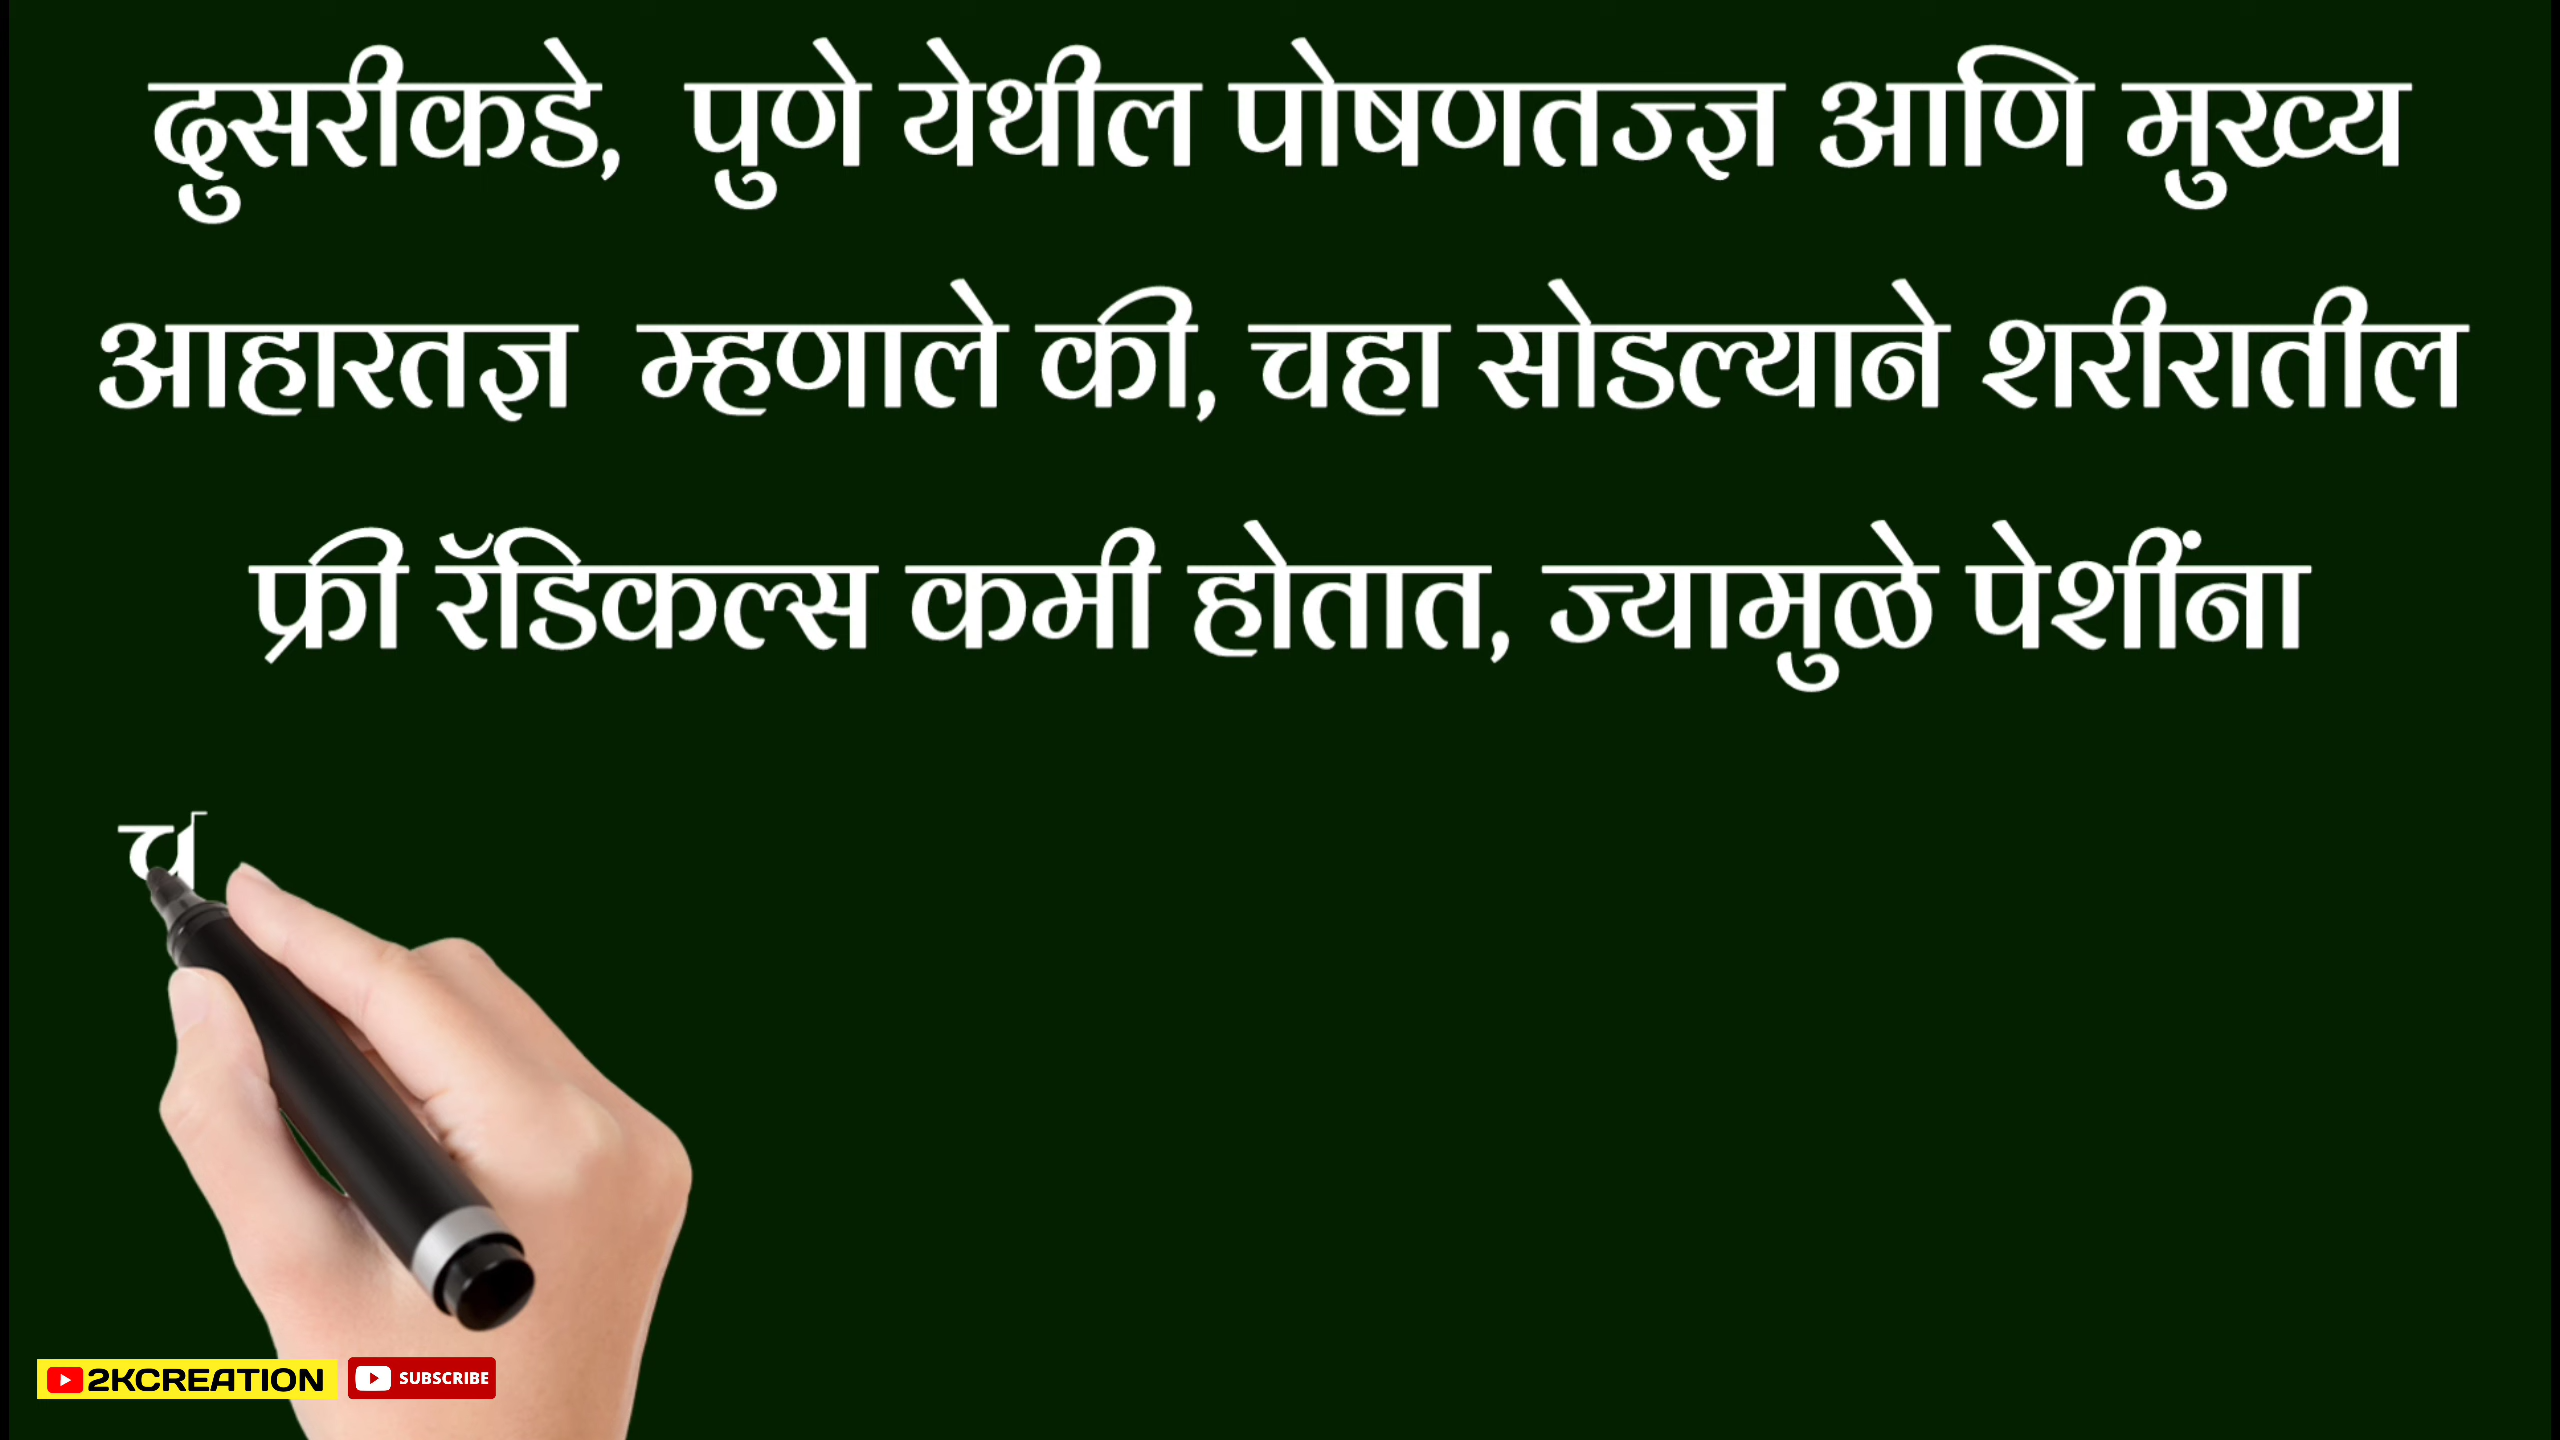 दुसरीकडे, पुणे येथील पोषणतज्ज्ञ आणि मुख्य
आहारतज्ञ म्हणाले की, चहा सोडल्याने शरीरातील
फ्री रॅडिकल्स कमी होतात, ज्यामुळे पेशींना
2KCREATION SUBSCRIBE